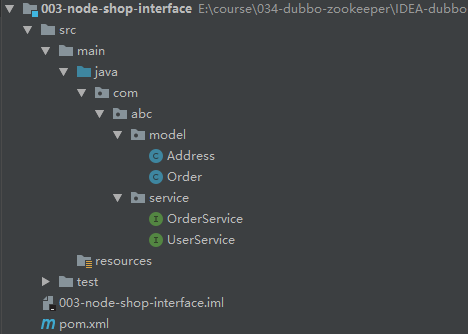 003-node-shop-interface E:\course\034-dubbo-zookeeper\IDEA-dubbo
src
main
java
com
abc
model
C Address
C Order
service
I OrderService
I UserService
resources
test
003-node-shop-interface.iml
m pom.xml